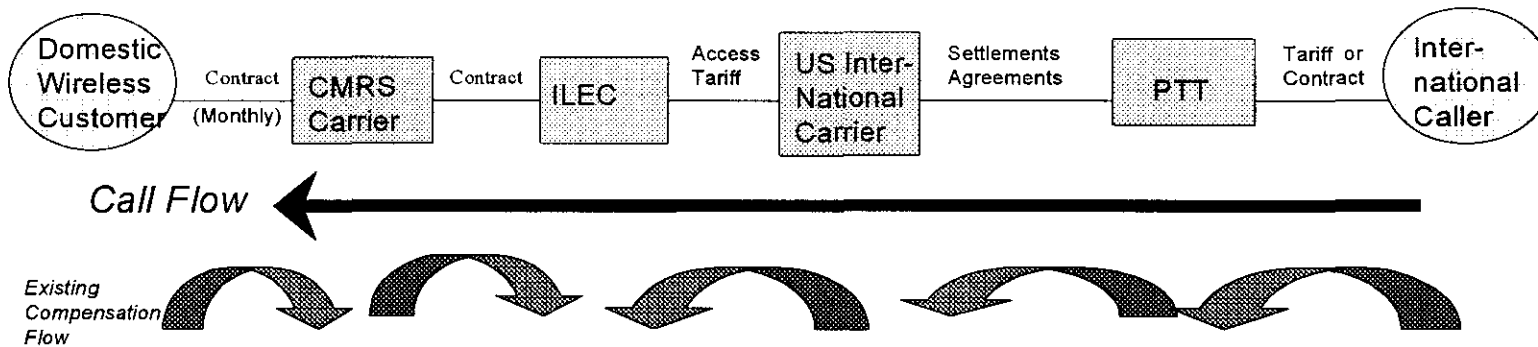 Domestic
Wireless
Customer
Contract
(Monthly)
CMRS
Carrier
Contract
ILEC
Access
Tariff
US Inter-
National
Carrier
Settlements
Agreements
PTT
Tariff or
Contract
Inter-
national
Caller
Call Flow
Existing
Compensation
Flow